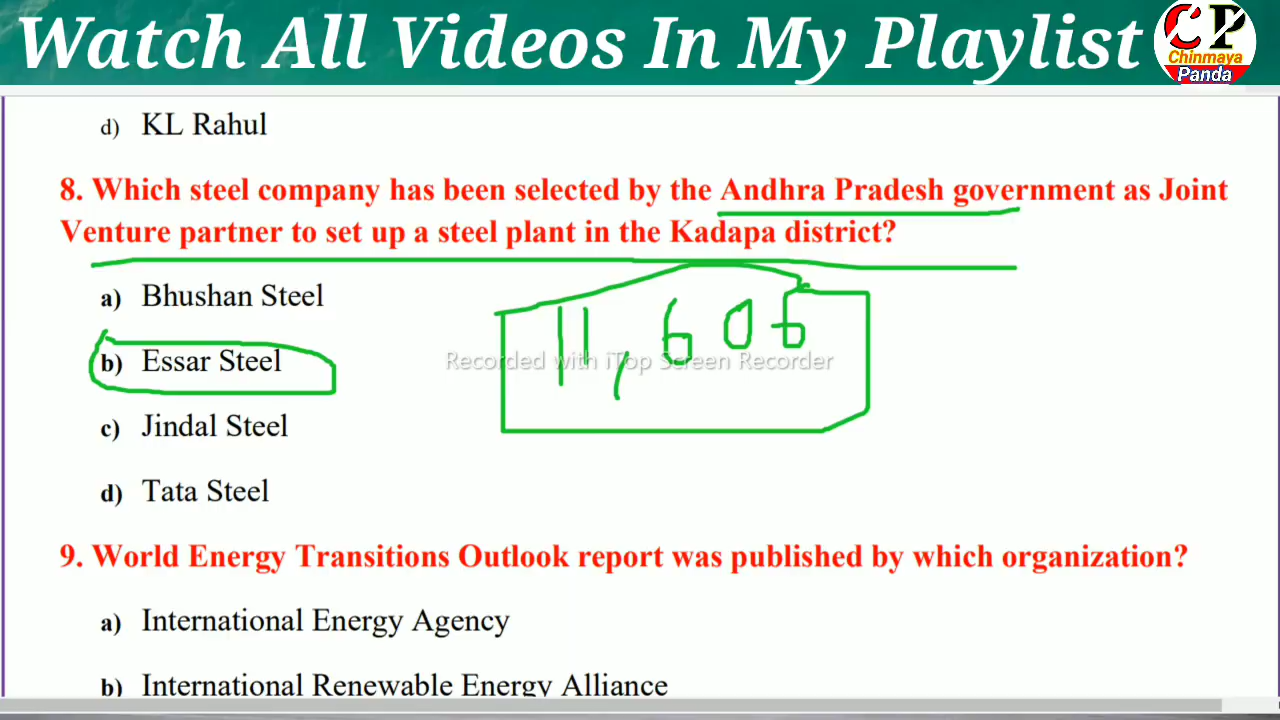 Watch All Videos In My Playlist
CP
Chinmaya
Panda
d) KL Rahul
8. Which steel company has been selected by the Andhra Pradesh government as Joint
Venture partner to set up a steel plant in the Kadapa district?
a) Bhushan Steel
11,606
b) Essar Steel
Recorded with iTop Screen Recorder
c) Jindal Steel
d) Tata Steel
9. World Energy Transitions Outlook report was published by which organization?
a) International Energy Agency
b) International Renewable Energy Alliance